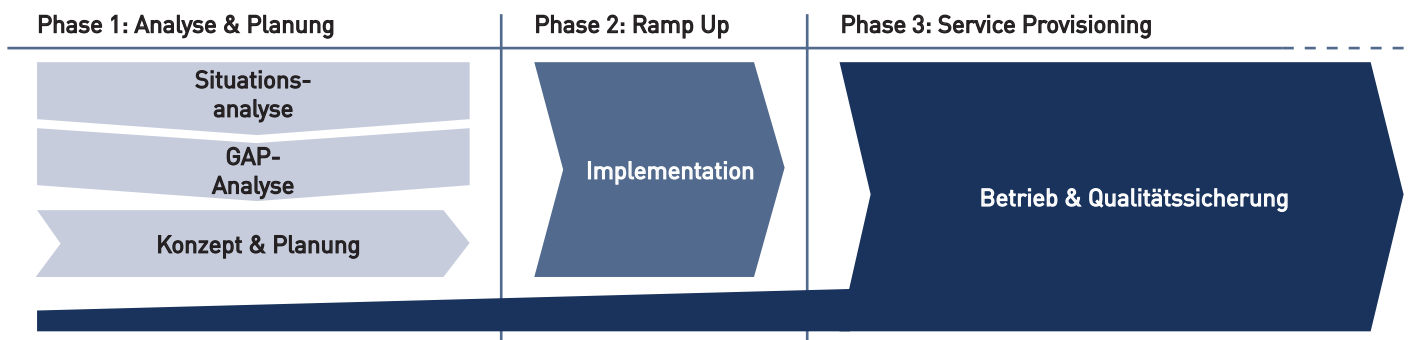 Phase 1: Analyse & Planung
Phase 2: Ramp Up
Phase 3: Service Provisioning
Situations-
analyse
GAP-
Analyse
Konzept & Planung
Implementation
Betrieb & Qualitätssicherung